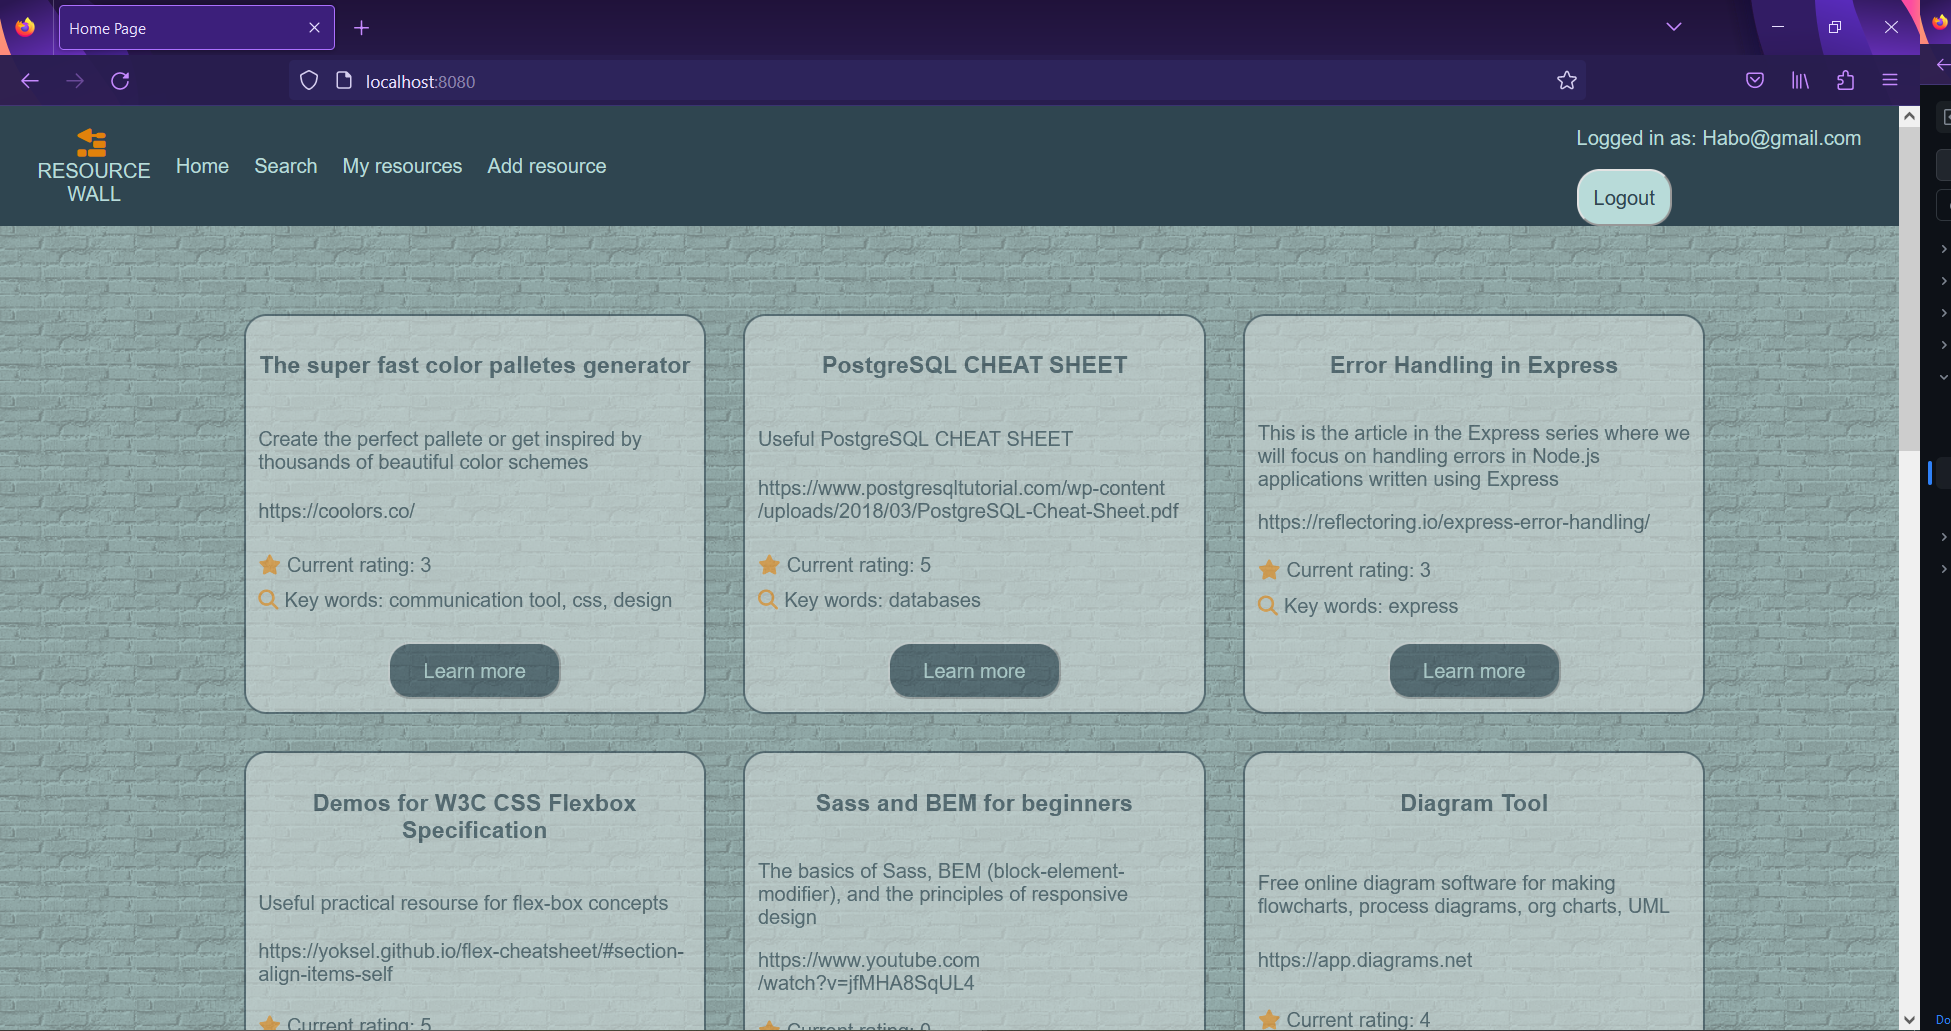 Home Page
localhost:8080
RESOURCE
WALL
Home
Search
My resources
Add resource
Logged in as: Habo@gmail.com
Logout
The super fast color palletes generator
Create the perfect pallete or get inspired by
thousands of beautiful color schemes
https://coolors.co/
Current rating: 3
Key words: communication tool, css, design
Learn more
PostgreSQL CHEAT SHEET
Useful PostgreSQL CHEAT SHEET
https://www.postgresqltutorial.com/wp-content
/uploads/2018/03/PostgreSQL-Cheat-Sheet.pdf
Current rating: 5
Key words: databases
Learn more
Error Handling in Express
This is the article in the Express series where we
will focus on handling errors in Node.js
applications written using Express
https://reflectoring.io/express-error-handling/
Current rating: 3
Key words: express
Learn more
Demos for W3C CSS Flexbox
Specification
Useful practical resourse for flex-box concepts
https://yoksel.github.io/flex-cheatsheet/#section-
align-items-self
Current rating: 5
Sass and BEM for beginners
The basics of Sass, BEM (block-element-
modifier), and the principles of responsive
design
https://www.youtube.com
/watch?v=jfMHA8SqUL4
Current rating: 0
Diagram Tool
Free online diagram software for making
flowcharts, process diagrams, org charts, UML
https://app.diagrams.net
Current rating: 4
Do